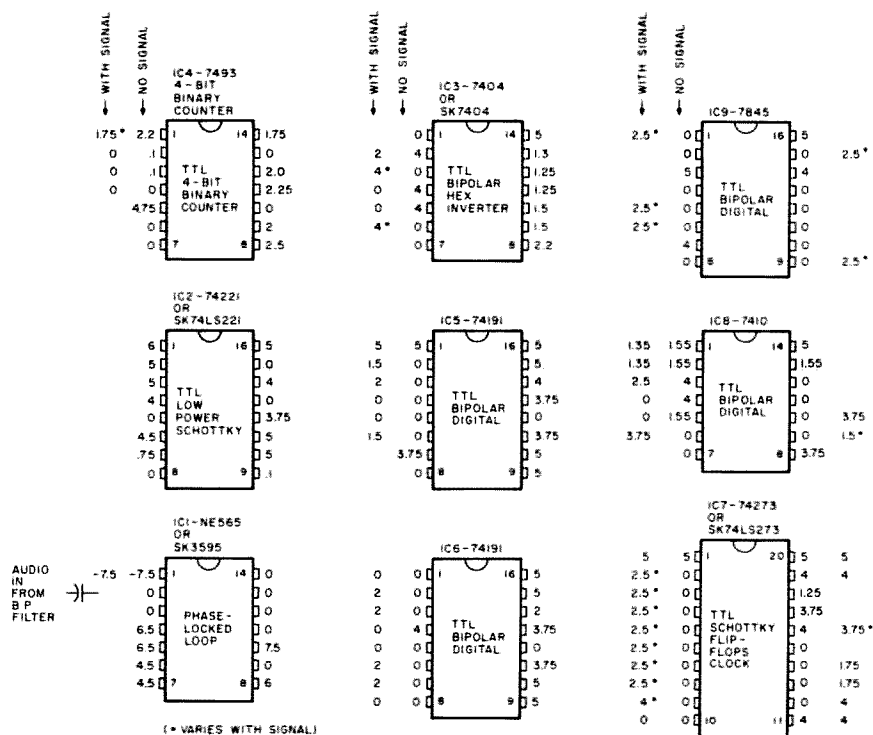 WITH SIGNAL
NO SIGNAL
IC4-7493
4-BIT
BINARY
COUNTER
1.75* 2.2 1 14 1.75
0 .1 0
0 .1 TTL 2.0
0 0 4-BIT 2.25
4.75 BINARY 0
0 COUNTER 2
0 7 8 2.5
WITH SIGNAL
NO SIGNAL
IC3-7404
OR
SK7404
0 1 14 5
2 4 1.3
4* 0 TTL 1.25
0 4 BIPOLAR 1.25
0 4 HEX 1.5
4* 0 INVERTER 1.5
0 7 8 2.2
WITH SIGNAL
NO SIGNAL
IC9-7845
2.5* 0 1 16 5
0 0 2.5*
5 4
0 TTL 0
2.5* 0 BIPOLAR 0
2.5* 0 DIGITAL 0
4 0
0 8 9 0 2.5*
IC2-74221
OR
SK74LS221
6 1 16 5
5 0
5 TTL 4
4 LOW 0
0 POWER 3.75
4.5 SCHOTTKY 5
.75 5
0 8 9 .1
IC5-74191
5 5 1 16 5
1.5 0 0
2 0 4
0 0 TTL 3.75
0 0 BIPOLAR 0
1.5 0 DIGITAL 3.75
3.75 5
0 8 9 5
IC8-7410
1.35 1.55 1 14 5
1.35 1.55 1.55
2.5 4 TTL 0
0 4 BIPOLAR 0
0 1.55 DIGITAL 0 3.75
3.75 0 0 1.5*
0 7 8 3.75
IC1-NE565
OR
SK3595
AUDIO
IN
FROM
B P
FILTER
-7.5 -7.5 1 14 0
0 0
0 PHASE- 0
6.5 LOCKED 0
6.5 LOOP 7.5
4.5 0
4.5 7 8 6
(* VARIES WITH SIGNAL)
IC6-74191
0 0 1 16 5
2 0 5
2 0 2
0 4 TTL 3.75
0 0 BIPOLAR 0
2 0 DIGITAL 3.75
2 0 5
0 0 8 9 5
IC7-74273
OR
SK74LS273
5 5 1 20 5 5
2.5* 0 4 4
2.5* 0 1.25
2.5* 0 TTL 3.75
2.5* 0 SCHOTTKY 4 3.75*
2.5* 0 FLIP- 0
2.5* 0 FLOPS 0 1.75
2.5* 0 CLOCK 0 1.75
4* 0 0 4
0 0 10 11 4 4